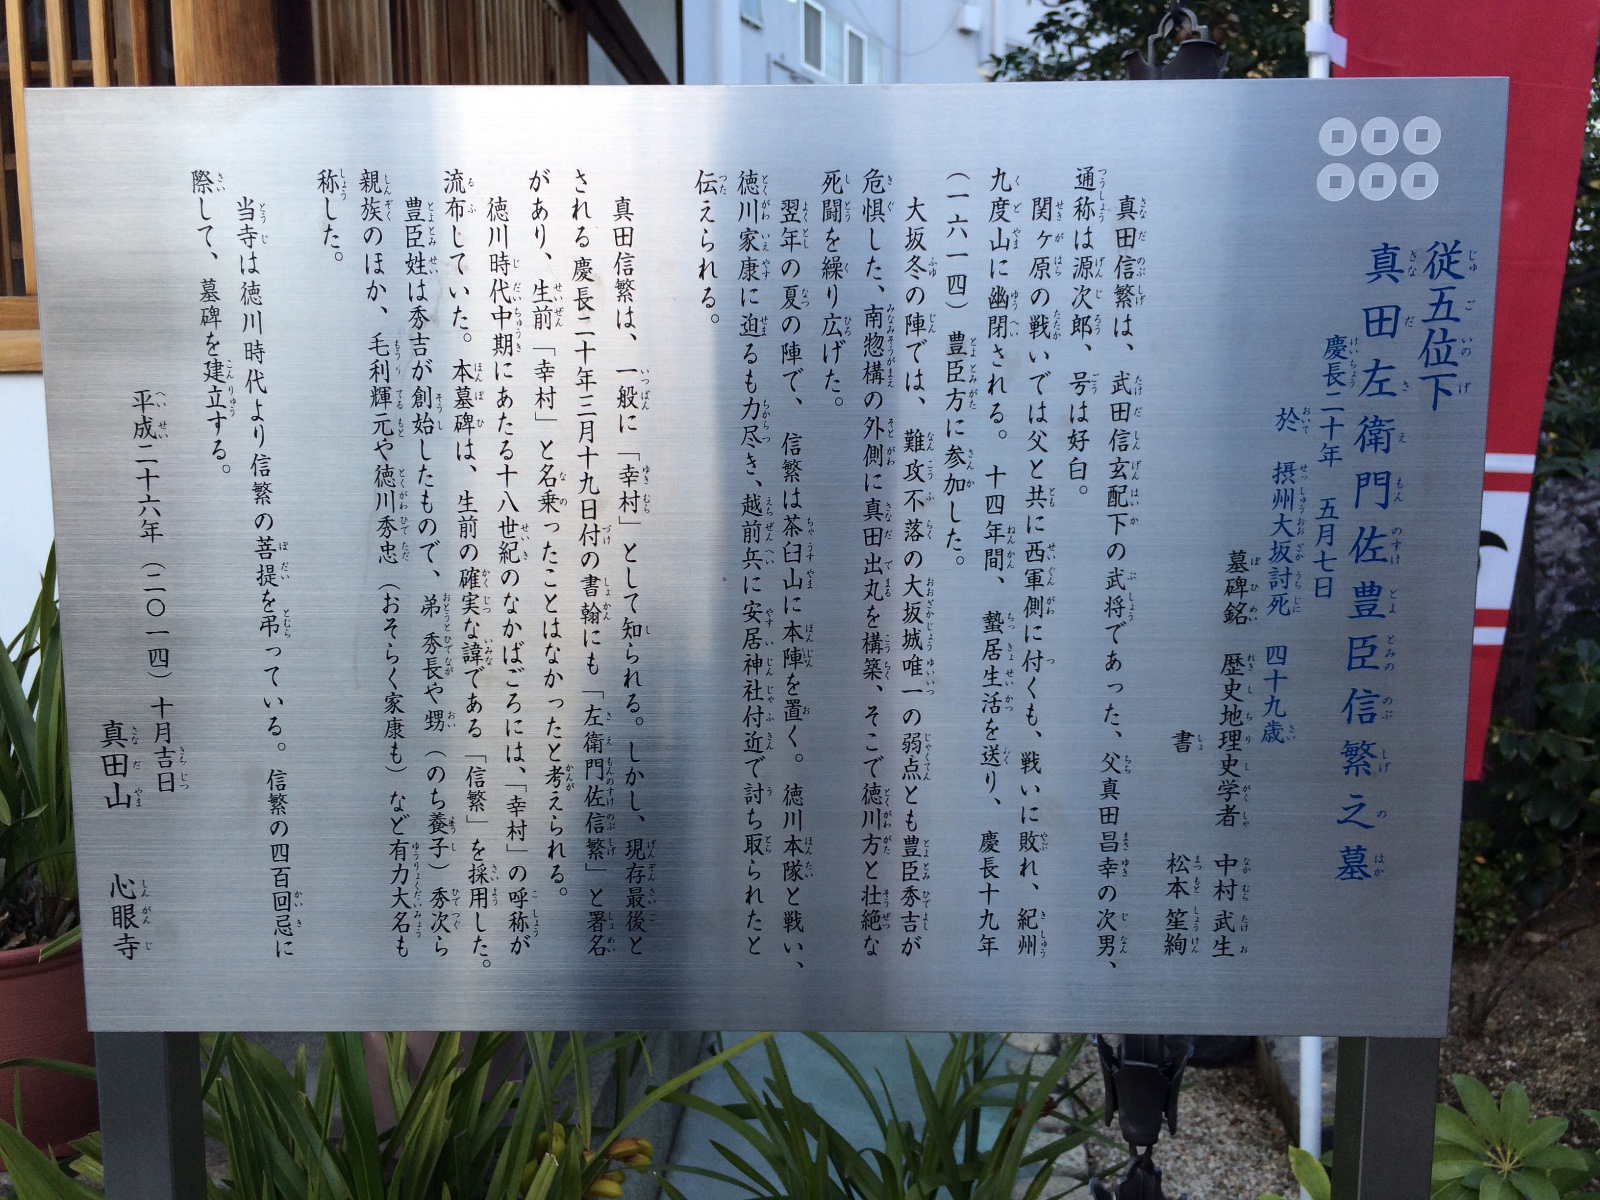 従五位下
真田左衛門佐豊臣信繁之墓
慶長二十年　五月七日
於　摂州大坂討死　四十九歳
墓碑銘　歴史地理史学者　中村 武生
書　松本 笙絢
真田信繁は、武田信玄配下の武将であった、父真田昌幸の次男、
通称は源次郎、号は好白。
関ヶ原の戦いでは父と共に西軍側に付くも、戦いに敗れ、紀州
九度山に幽閉される。十四年間、蟄居生活を送り、慶長十九年
（一六一四）豊臣方に参加した。
大坂冬の陣では、難攻不落の大坂城唯一の弱点とも豊臣秀吉が
危惧した、南惣構の外側に真田出丸を構築、そこで徳川方と壮絶な
死闘を繰り広げた。
翌年の夏の陣で、信繁は茶臼山に本陣を置く。徳川本隊と戦い、
徳川家康に迫るも力尽き、越前兵に安居神社付近で討ち取られたと
伝えられる。
真田信繁は、一般に「幸村」として知られる。しかし、現存最後と
される慶長二十年三月十九日付の書翰にも「左衛門佐信繁」と署名
があり、生前「幸村」と名乗ったことはなかったと考えられる。
徳川時代中期にあたる十八世紀のなかばごろには、「幸村」の呼称が
流布していた。本墓碑は、生前の確実な諱である「信繁」を採用した。
豊臣姓は秀吉が創始したもので、弟 秀長や甥（のち養子）秀次ら
親族のほか、毛利輝元や徳川秀忠（おそらく家康も）など有力大名も
称した。
当寺は徳川時代より信繁の菩提を弔っている。信繁の四百回忌に
際して、墓碑を建立する。
平成二十六年（二〇一四）十月吉日
真田山　心眼寺